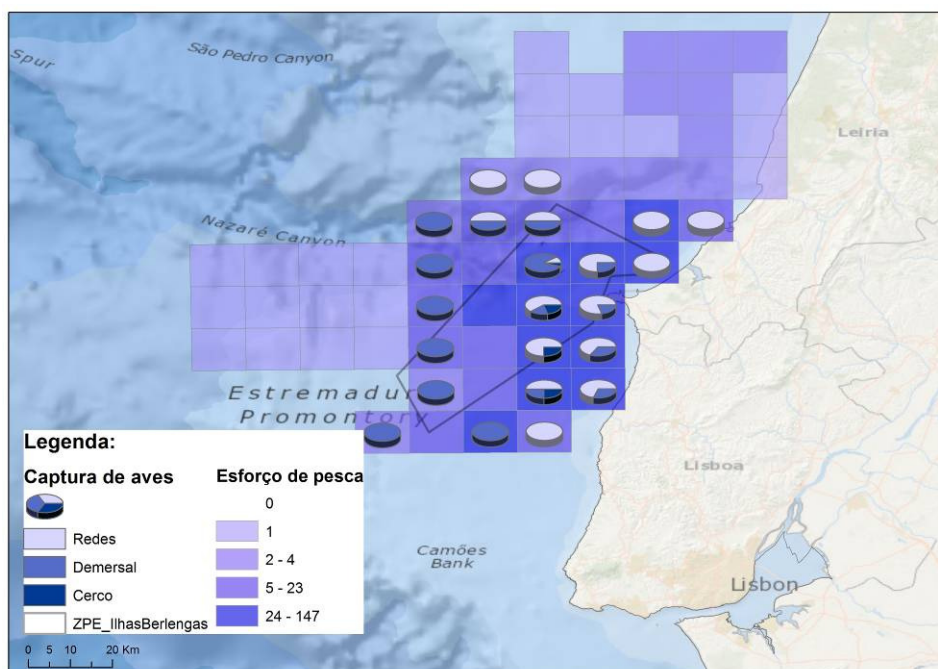 São Pedro Canyon
Spur
Leiria
Nazaré Canyon
Estremadur
Promontory
Lisboa
Camões
Bank
Lisbon
Legenda:
Captura de aves
Redes
Demersal
Cerco
ZPE_IlhasBerlengas
Esforço de pesca
0
1
2 - 4
5 - 23
24 - 147
0 5 10 20 Km